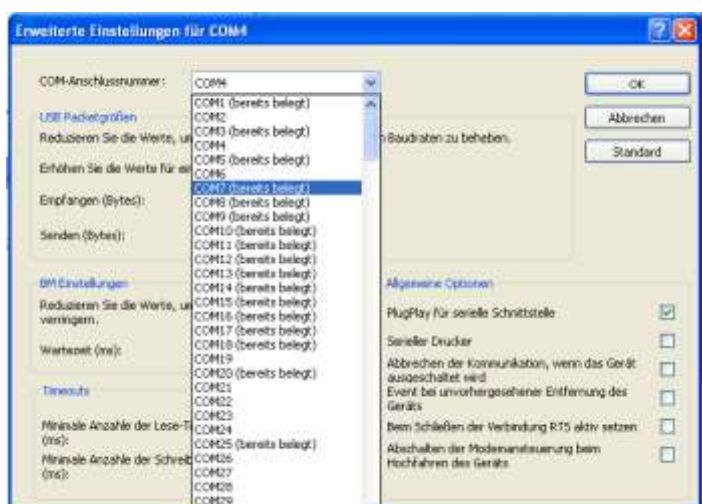 Erweiterte Einstellungen für COM4
COM-Anschlussnummer:
COM4
OK
Abbrechen
Standard
COM1 (bereits belegt)
COM2
COM3 (bereits belegt)
COM4
COM5 (bereits belegt)
COM6
COM7 (bereits belegt)
COM8 (bereits belegt)
COM9 (bereits belegt)
COM10 (bereits belegt)
COM11 (bereits belegt)
COM12 (bereits belegt)
COM13 (bereits belegt)
COM14 (bereits belegt)
COM15 (bereits belegt)
COM16 (bereits belegt)
COM17 (bereits belegt)
COM18 (bereits belegt)
COM19
COM20 (bereits belegt)
COM21
COM22
COM23
COM24
COM25 (bereits belegt)
COM26
COM27
COM28
COM29
USB Packetgrößen
Reduzieren Sie die Werte, un
n Baudraten zu beheben.
Erhöhen Sie die Werte für ei
Empfangen (Bytes):
Senden (Bytes):
BM Einstellungen
Reduzieren Sie die Werte, un
verringern.
Wartezeit (ms):
Timeouts
Minimale Anzahle der Lese-Ti
(ms):
Minimale Anzahle der Schreib
(ms):
Allgemeine Optionen
PlugPlay für serielle Schnittstelle
Serieller Drucker
Abbrechen der Kommunikation, wenn das Gerät
ausgeschaltet wird
Event bei unvorhergesehener Entfernung des
Geräts
Beim Schließen der Verbindung RTS aktiv setzen
Abschalten der Modemansteuerung beim
Hochfahren des Geräts